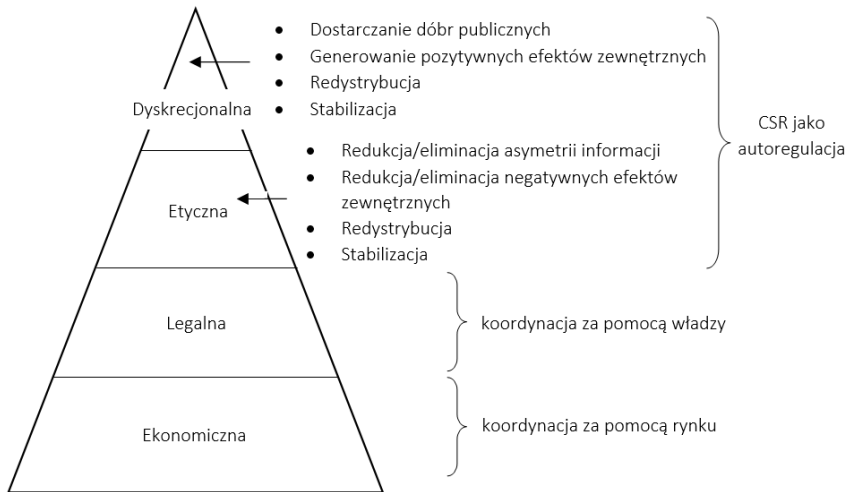 • Dostarczanie dóbr publicznych
• Generowanie pozytywnych efektów zewnętrznych
• Redystrybucja
• Stabilizacja
Dyskrecjonalna
CSR jako
autoregulacja
• Redukcja/eliminacja asymetrii informacji
• Redukcja/eliminacja negatywnych efektów
zewnętrznych
• Redystrybucja
• Stabilizacja
Etyczna
Legalna
koordynacja za pomocą władzy
Ekonomiczna
koordynacja za pomocą rynku